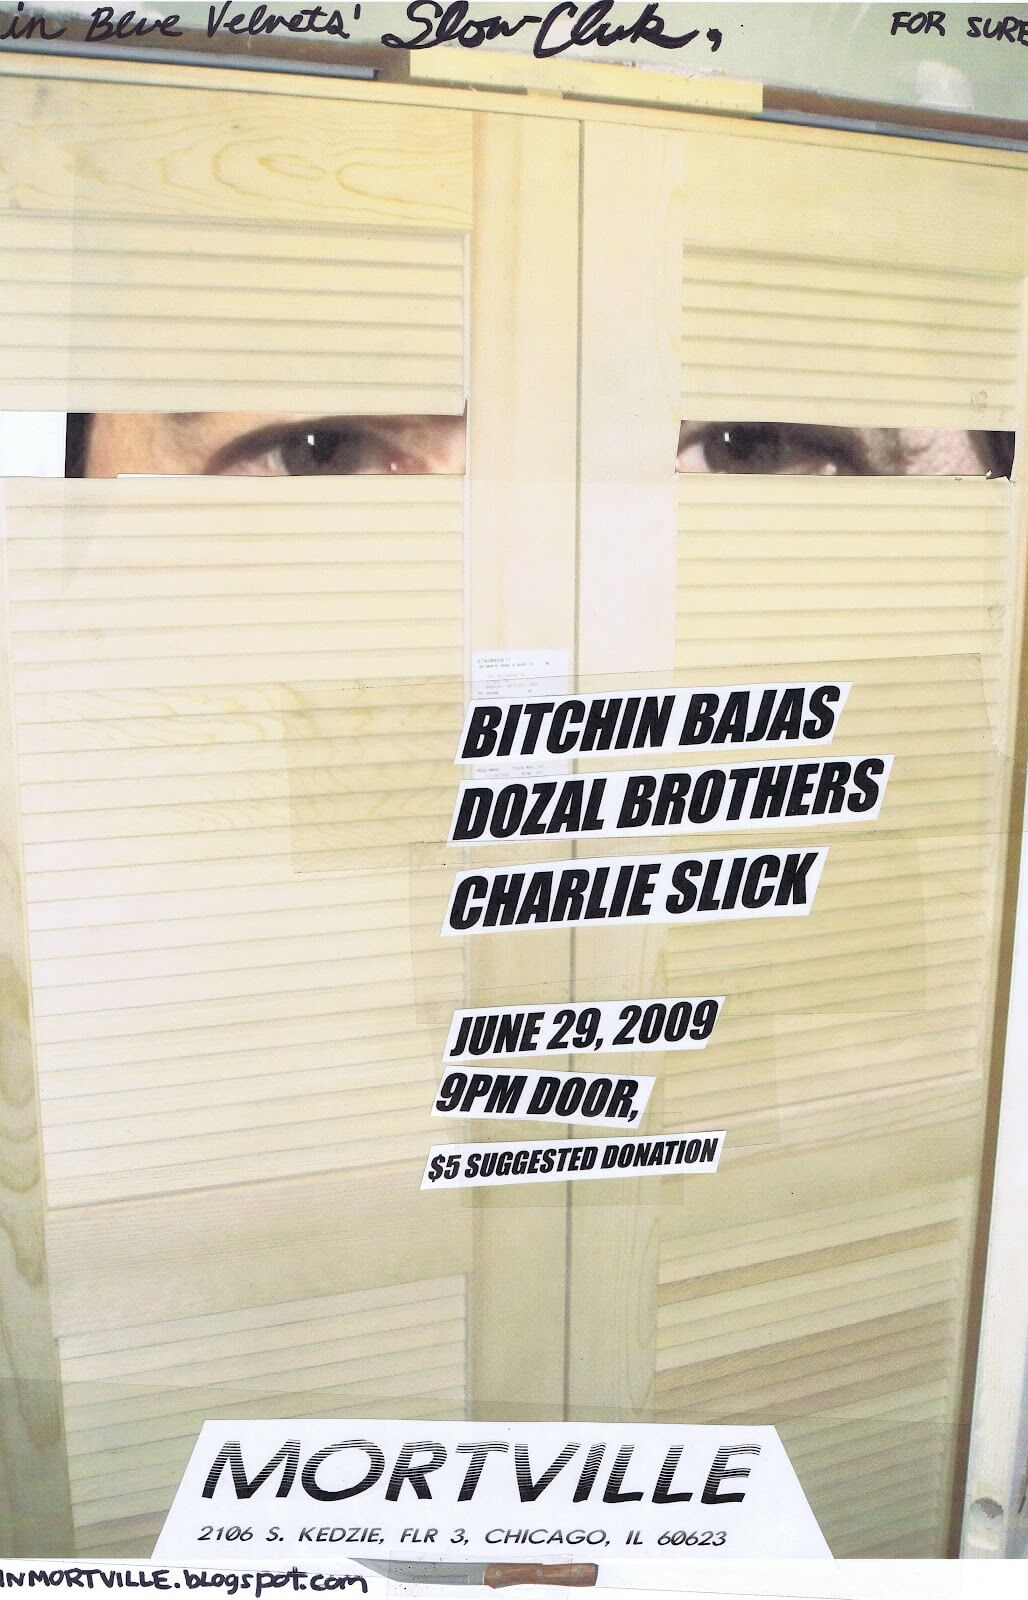 in Blue Velvets' Slow Club, FOR SURE
BITCHIN BAJAS
DOZAL BROTHERS
CHARLIE SLICK
JUNE 29, 2009
9PM DOOR,
$5 SUGGESTED DONATION
MORTVILLE
2106 S. KEDZIE, FLR 3, CHICAGO, IL 60623
INMORTVILLE.blogspot.com